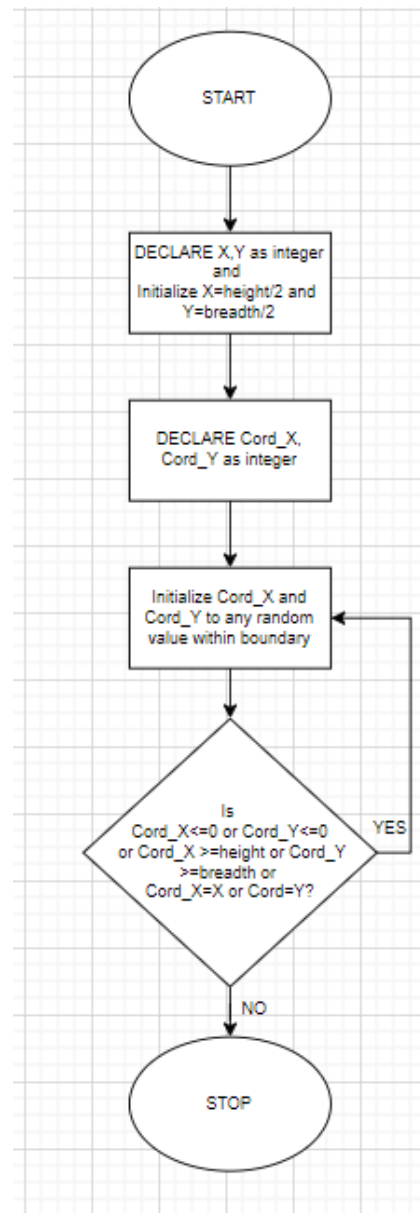 START
DECLARE X,Y as integer
and
Initialize X=height/2 and
Y=breadth/2
DECLARE Cord_X,
Cord_Y as integer
Initialize Cord_X and
Cord_Y to any random
value within boundary
Is
Cord_X<=0 or Cord_Y<=0
or Cord_X >=height or Cord_Y
>=breadth or
Cord_X=X or Cord=Y?
YES
NO
STOP